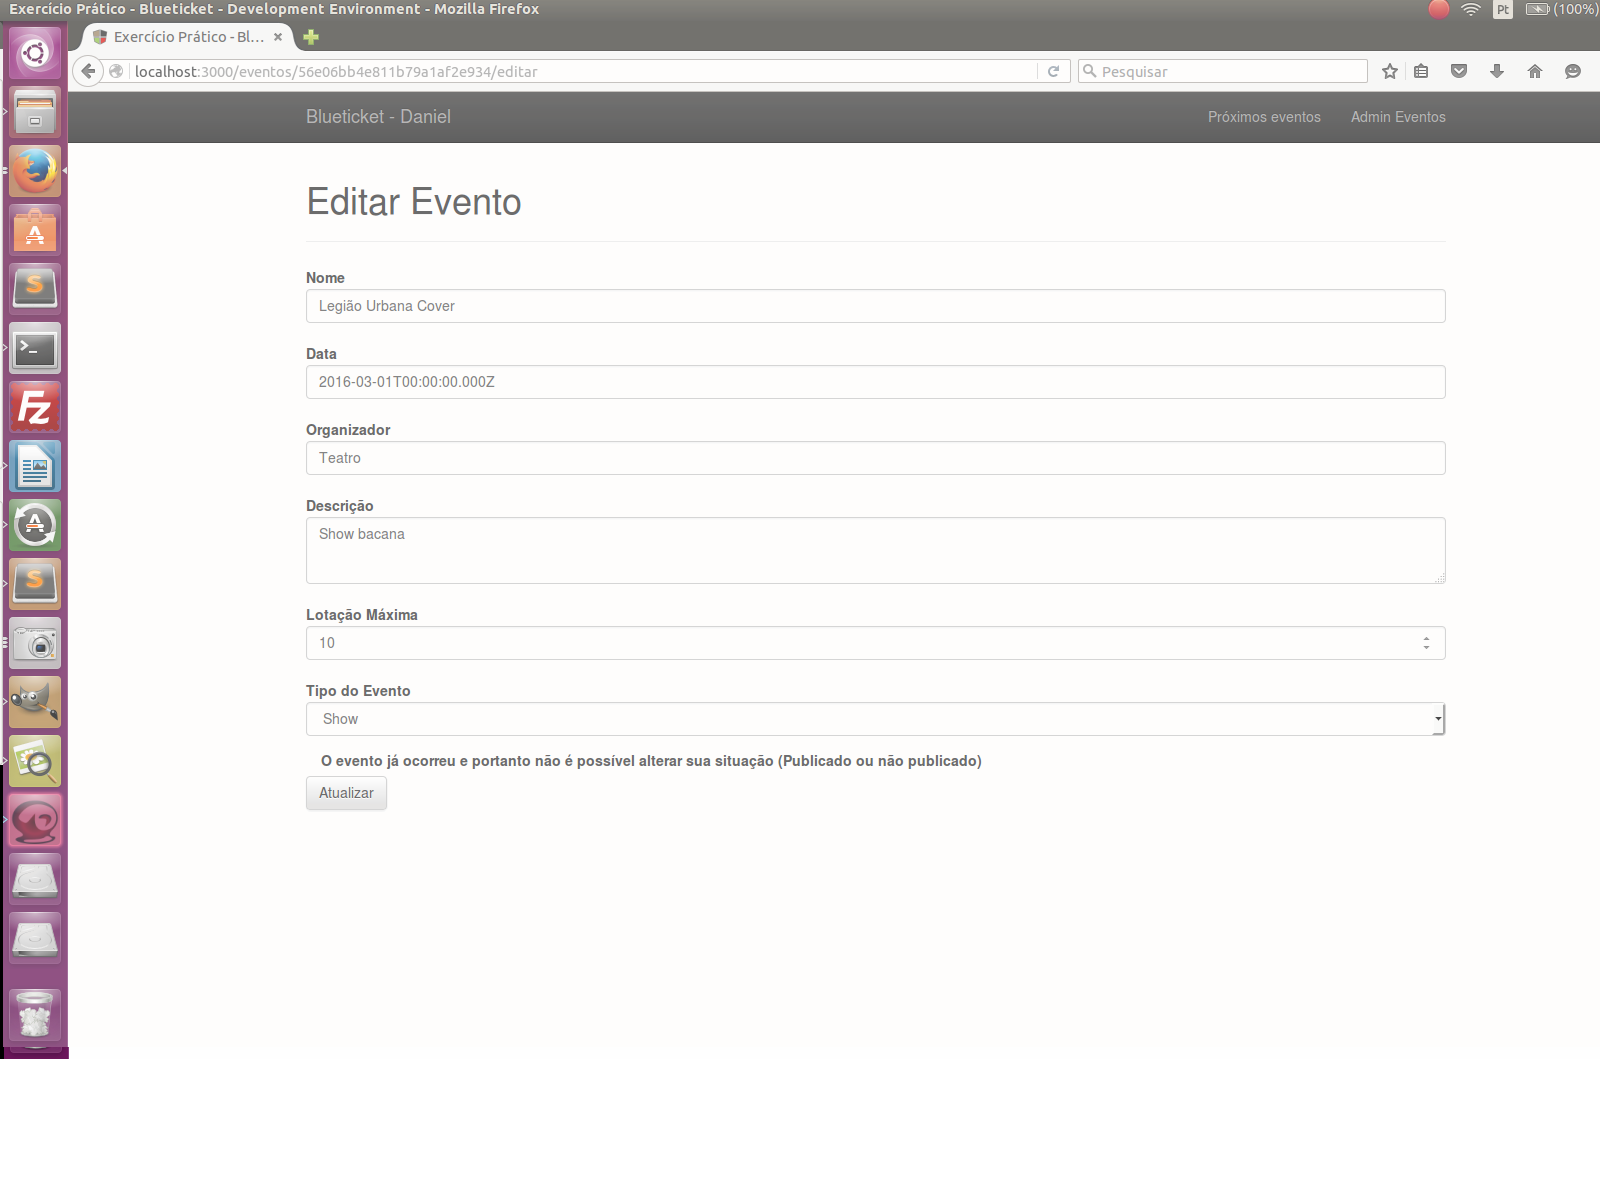 Exercício Prático - Blueticket - Development Environment - Mozilla Firefox
Pt
(100%)
Exercício Prático - Bl...
localhost:3000/eventos/56e06bb4e811b79a1af2e934/editar
Pesquisar
Blueticket - Daniel
Próximos eventos
Admin Eventos
Editar Evento
Nome
Legião Urbana Cover
Data
2016-03-01T00:00:00.000Z
Organizador
Teatro
Descrição
Show bacana
Lotação Máxima
10
Tipo do Evento
Show
O evento já ocorreu e portanto não é possível alterar sua situação (Publicado ou não publicado)
Atualizar